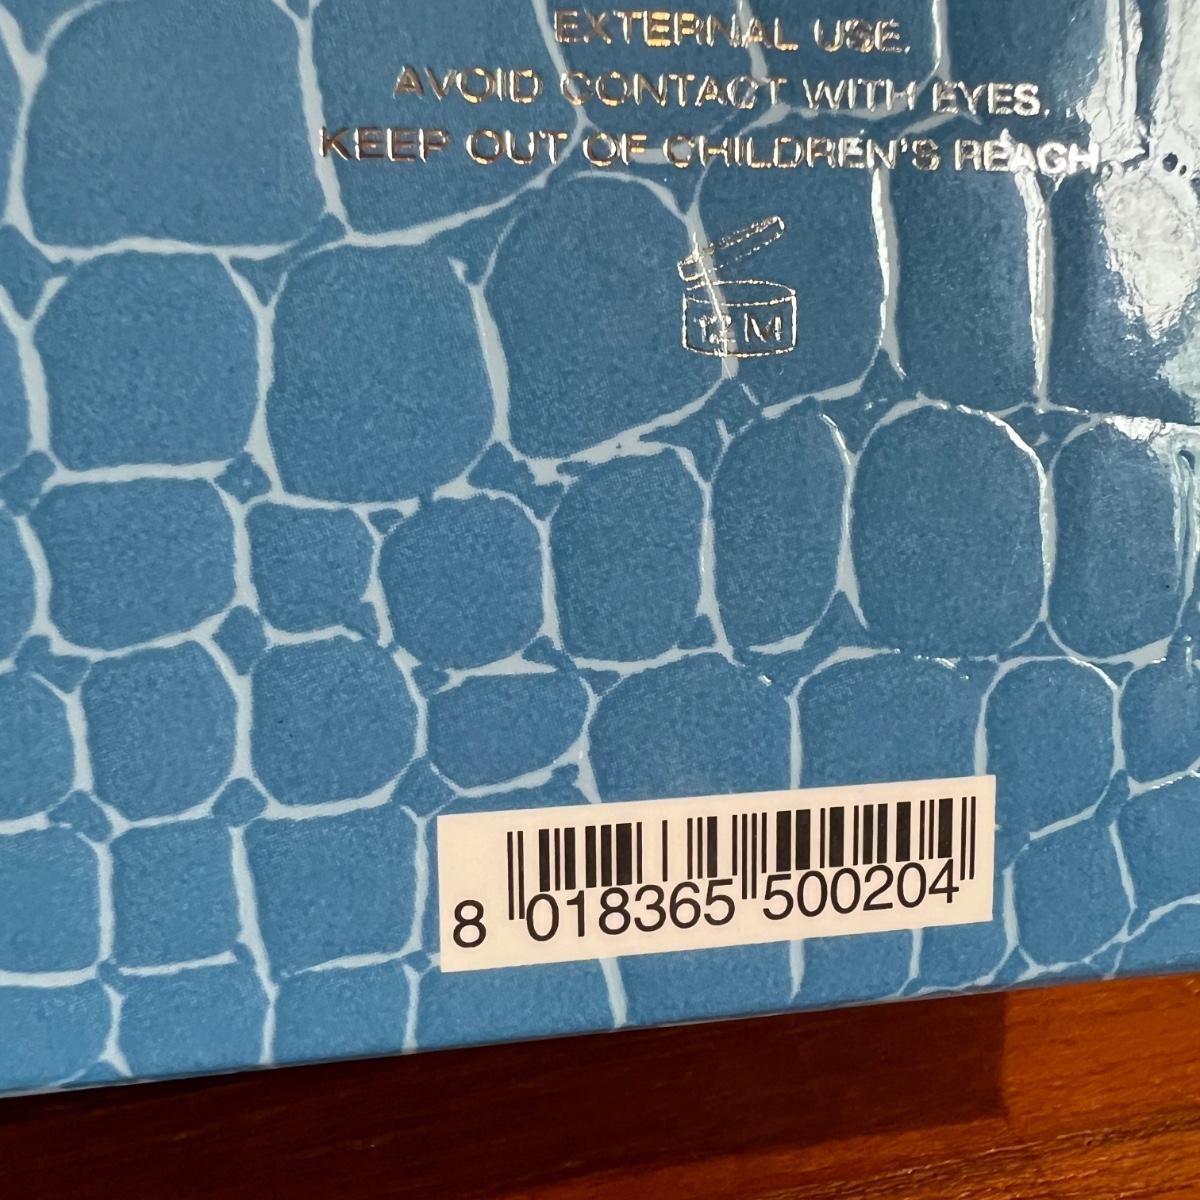 EXTERNAL USE.
AVOID CONTACT WITH EYES.
KEEP OUT OF CHILDREN'S REACH
12 M
8 018365 500204